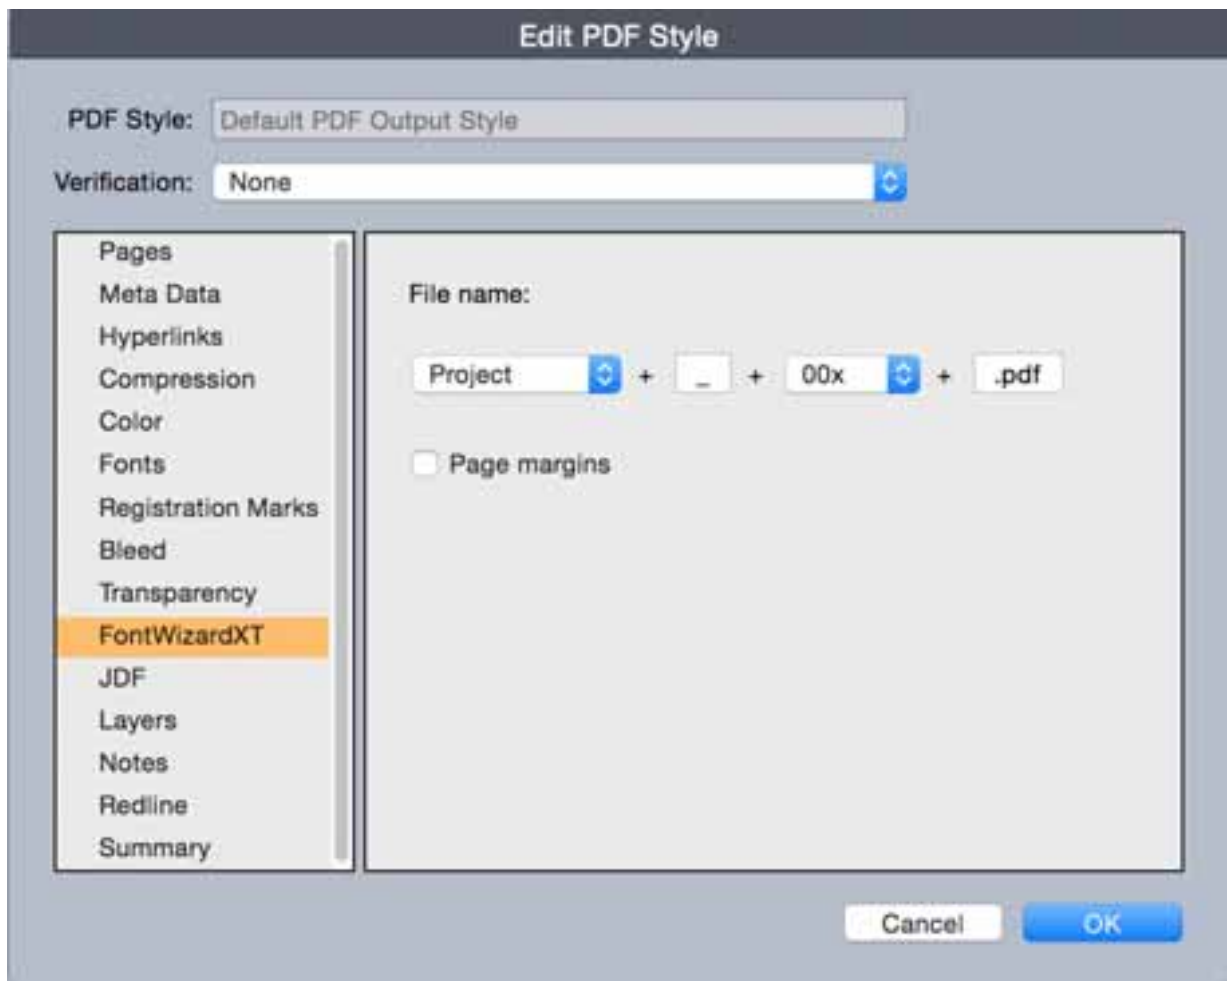 Edit PDF Style
PDF Style: Default PDF Output Style
Verification: None
Pages
Meta Data
Hyperlinks
Compression
Color
Fonts
Registration Marks
Bleed
Transparency
FontWizardXT
JDF
Layers
Notes
Redline
Summary
File name:
Project + _ + 00x + .pdf
Page margins
Cancel OK